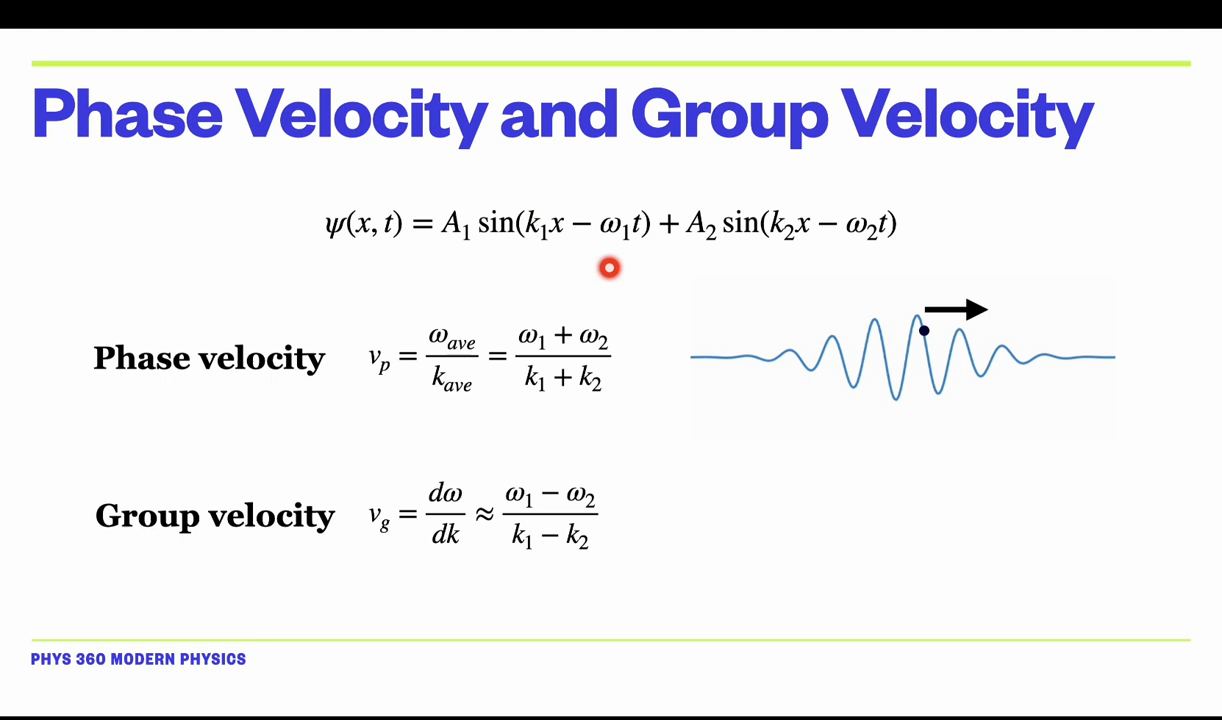 Phase Velocity and Group Velocity
ψ(x, t) = A₁ sin(k₁x − ω₁t) + A₂ sin(k₂x − ω₂t)
Phase velocity v_p = ω_ave / k_ave = (ω₁ + ω₂) / (k₁ + k₂)
Group velocity v_g = dω / dk ≈ (ω₁ − ω₂) / (k₁ − k₂)
PHYS 360 MODERN PHYSICS